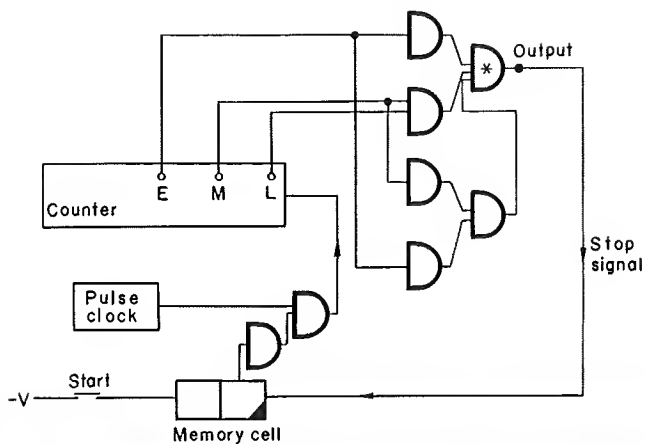 Output
*
E M L
Counter
Stop
signal
Pulse
clock
Start
-V
Memory cell